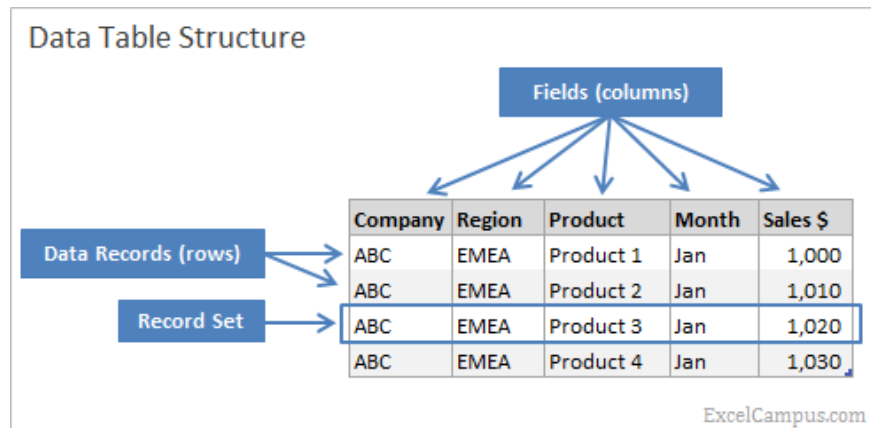 Data Table Structure
Fields (columns)
Company Region Product Month Sales $
Data Records (rows)
ABC EMEA Product 1 Jan 1,000
ABC EMEA Product 2 Jan 1,010
Record Set
ABC EMEA Product 3 Jan 1,020
ABC EMEA Product 4 Jan 1,030
ExcelCampus.com